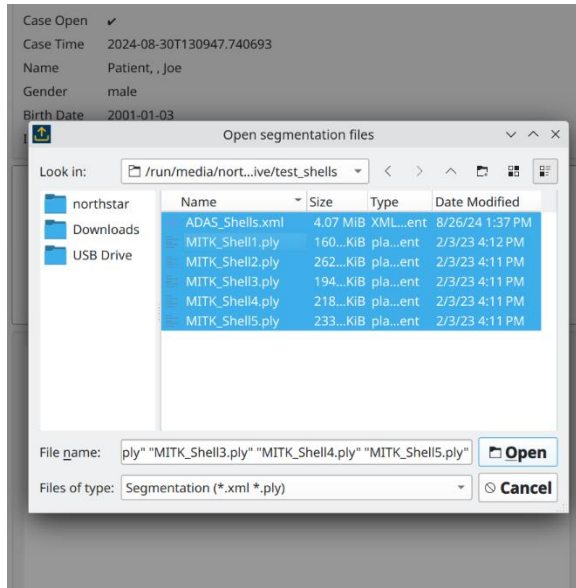 Case Open ✔
Case Time 2024-08-30T130947.740693
Name Patient, , Joe
Gender male
Birth Date 2001-01-03
Open segmentation files
Look in: /run/media/nort...ive/test_shells
northstar
Downloads
USB Drive
Name Size Type Date Modified
ADAS_Shells.xml 4.07 MiB XML...ent 8/26/24 1:37 PM
MITK_Shell1.ply 160...KiB pla...ent 2/3/23 4:12 PM
MITK_Shell2.ply 262...KiB pla...ent 2/3/23 4:11 PM
MITK_Shell3.ply 194...KiB pla...ent 2/3/23 4:11 PM
MITK_Shell4.ply 218...KiB pla...ent 2/3/23 4:11 PM
MITK_Shell5.ply 233...KiB pla...ent 2/3/23 4:11 PM
File name: ply" "MITK_Shell3.ply" "MITK_Shell4.ply" "MITK_Shell5.ply" Open
Files of type: Segmentation (*.xml *.ply) Cancel